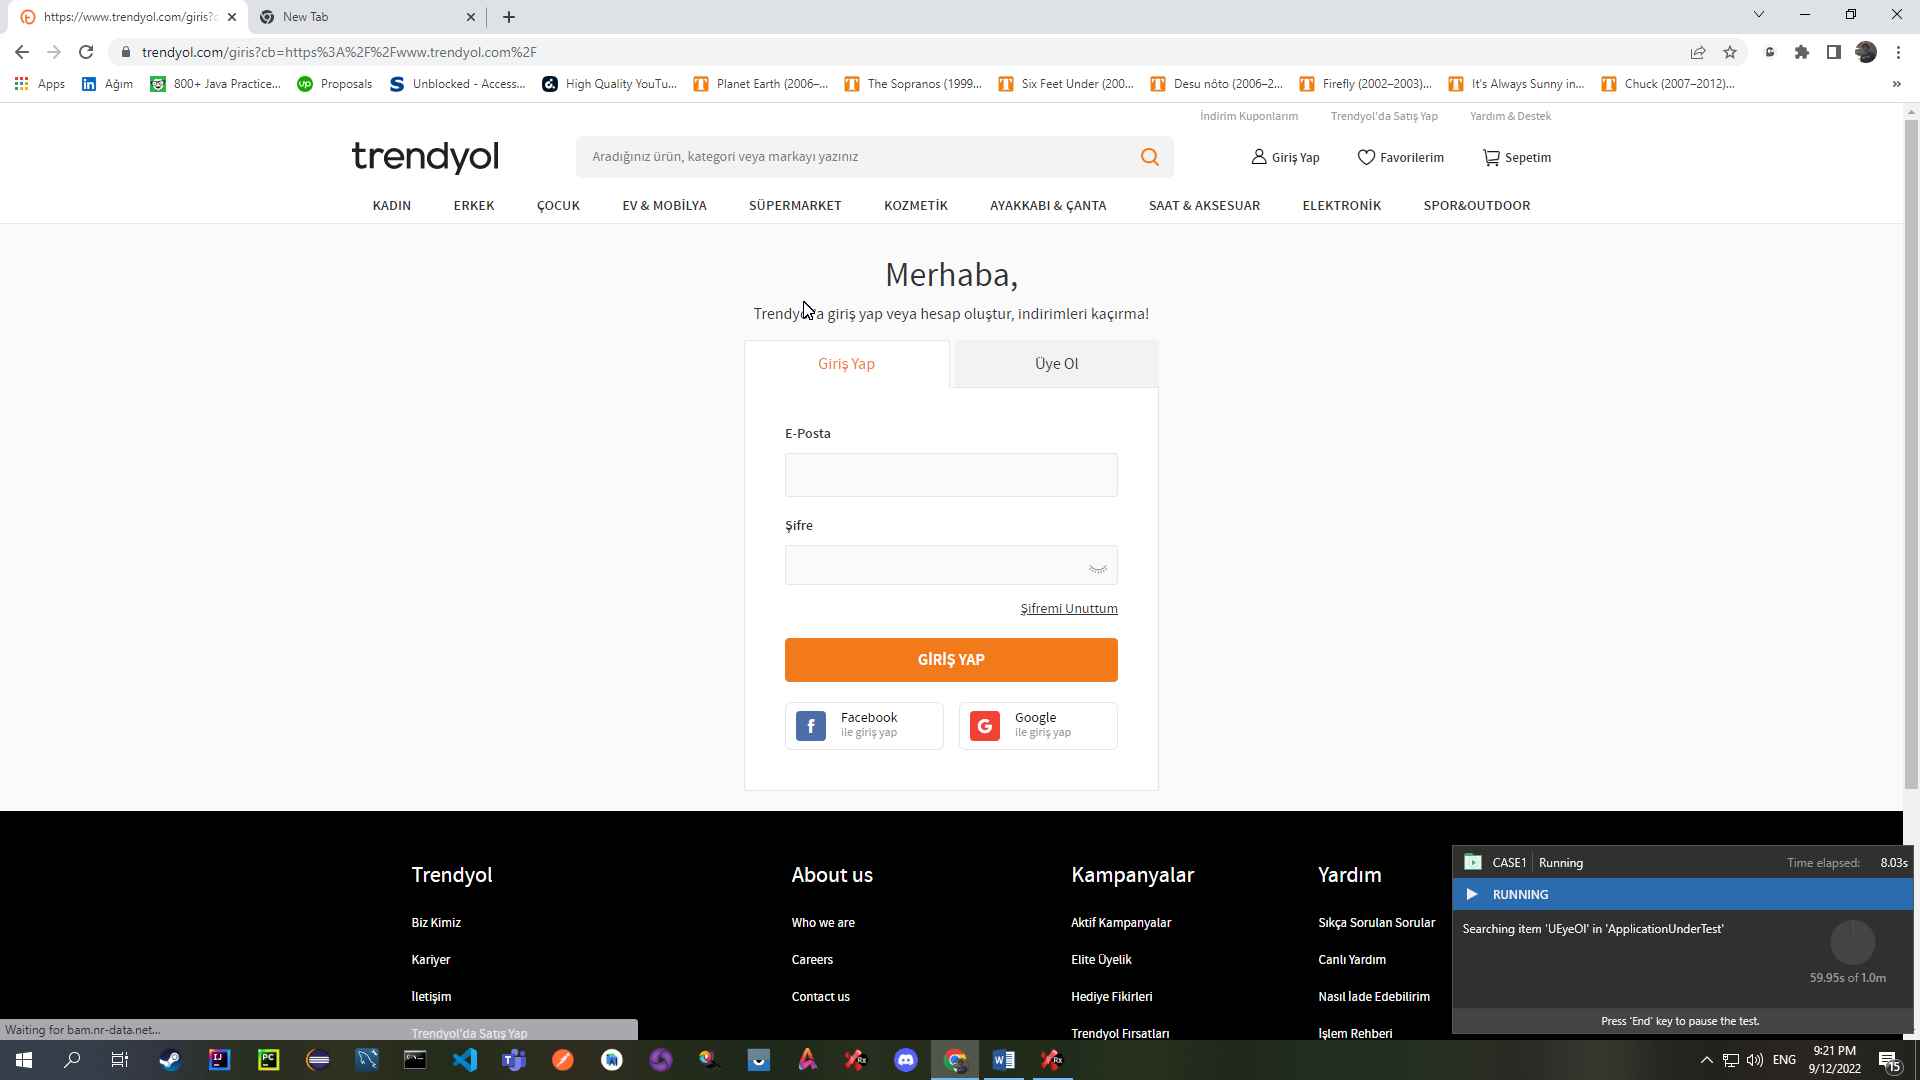 https://www.trendyol.com/giris?c
New Tab
trendyol.com/giris?cb=https%3A%2F%2Fwww.trendyol.com%2F
Apps
Ağım
800+ Java Practice...
Proposals
Unblocked - Access...
High Quality YouTu...
Planet Earth (2006–...
The Sopranos (1999...
Six Feet Under (200...
Desu nôto (2006–2...
Firefly (2002–2003)...
It's Always Sunny in...
Chuck (2007–2012)...
»
İndirim Kuponlarım
Trendyol'da Satış Yap
Yardım & Destek
trendyol
Aradığınız ürün, kategori veya markayı yazınız
Giriş Yap
Favorilerim
Sepetim
KADIN
ERKEK
ÇOCUK
EV & MOBİLYA
SÜPERMARKET
KOZMETİK
AYAKKABI & ÇANTA
SAAT & AKSESUAR
ELEKTRONİK
SPOR&OUTDOOR
Merhaba,
Trendyol'a giriş yap veya hesap oluştur, indirimleri kaçırma!
Giriş Yap
Üye Ol
E-Posta
Şifre
Şifremi Unuttum
GİRİŞ YAP
Facebook
ile giriş yap
Google
ile giriş yap
Trendyol
Biz Kimiz
Kariyer
İletişim
Trendyol'da Satış Yap
About us
Who we are
Careers
Contact us
Kampanyalar
Aktif Kampanyalar
Elite Üyelik
Hediye Fikirleri
Trendyol Fırsatları
Yardım
Sıkça Sorulan Sorular
Canlı Yardım
Nasıl İade Edebilirim
İşlem Rehberi
CASE1
Running
Time elapsed: 8.03s
RUNNING
Searching item 'UEyeOl' in 'ApplicationUnderTest'
59.95s of 1.0m
Press 'End' key to pause the test.
Waiting for bam.nr-data.net...
ENG
9:21 PM
9/12/2022
15